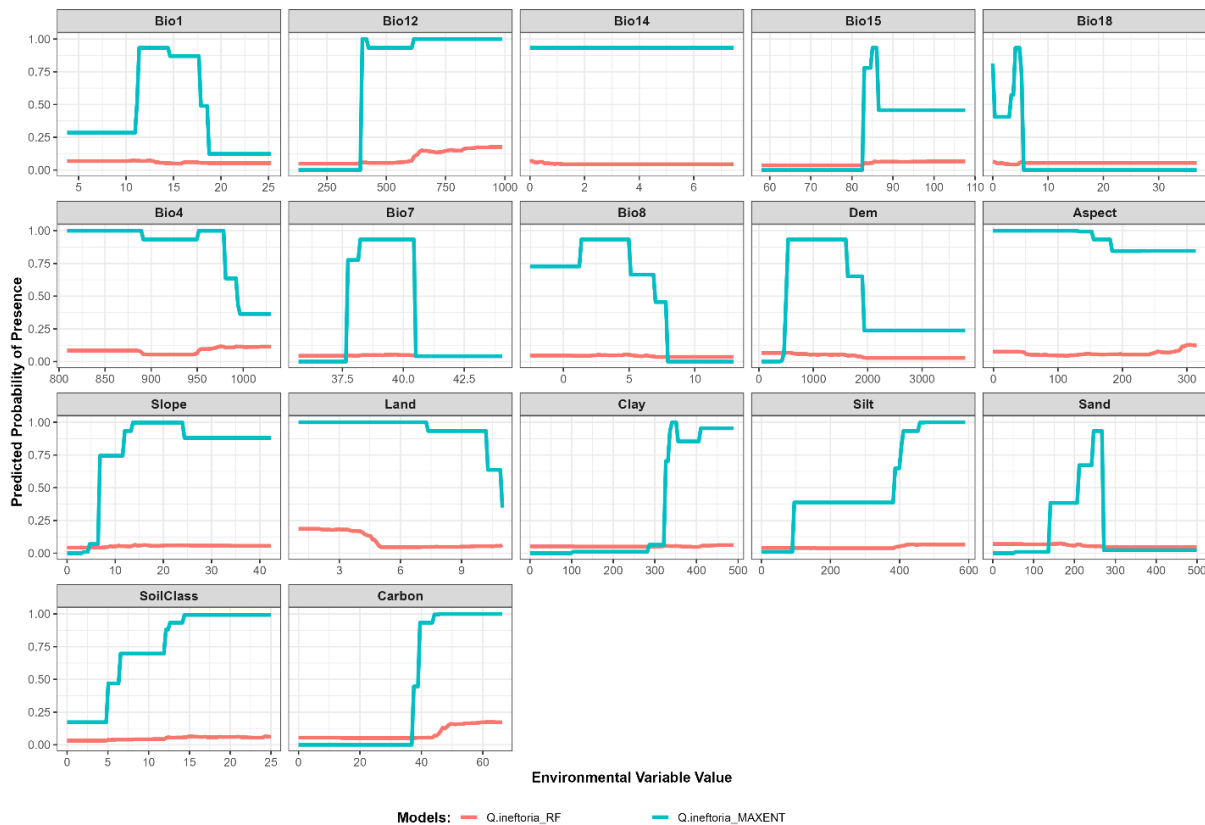 Bio1 Bio12 Bio14 Bio15 Bio18
1.00
0.75
0.50
0.25
0.00
5 10 15 20 25 250 500 750 1000 0 2 4 6 60 70 80 90 100 110 0 10 20 30
Bio4 Bio7 Bio8 Dem Aspect
1.00
0.75
0.50
0.25
0.00
800 850 900 950 1000 37.5 40.0 42.5 0 5 10 0 1000 2000 3000 0 100 200 300
Predicted Probability of Presence
Slope Land Clay Silt Sand
1.00
0.75
0.50
0.25
0.00
0 10 20 30 40 3 6 9 0 100 200 300 400 500 0 200 400 600 0 100 200 300 400 500
SoilClass Carbon
1.00
0.75
0.50
0.25
0.00
0 5 10 15 20 25 0 20 40 60
Environmental Variable Value
Models: Q.ineftoria_RF Q.ineftoria_MAXENT